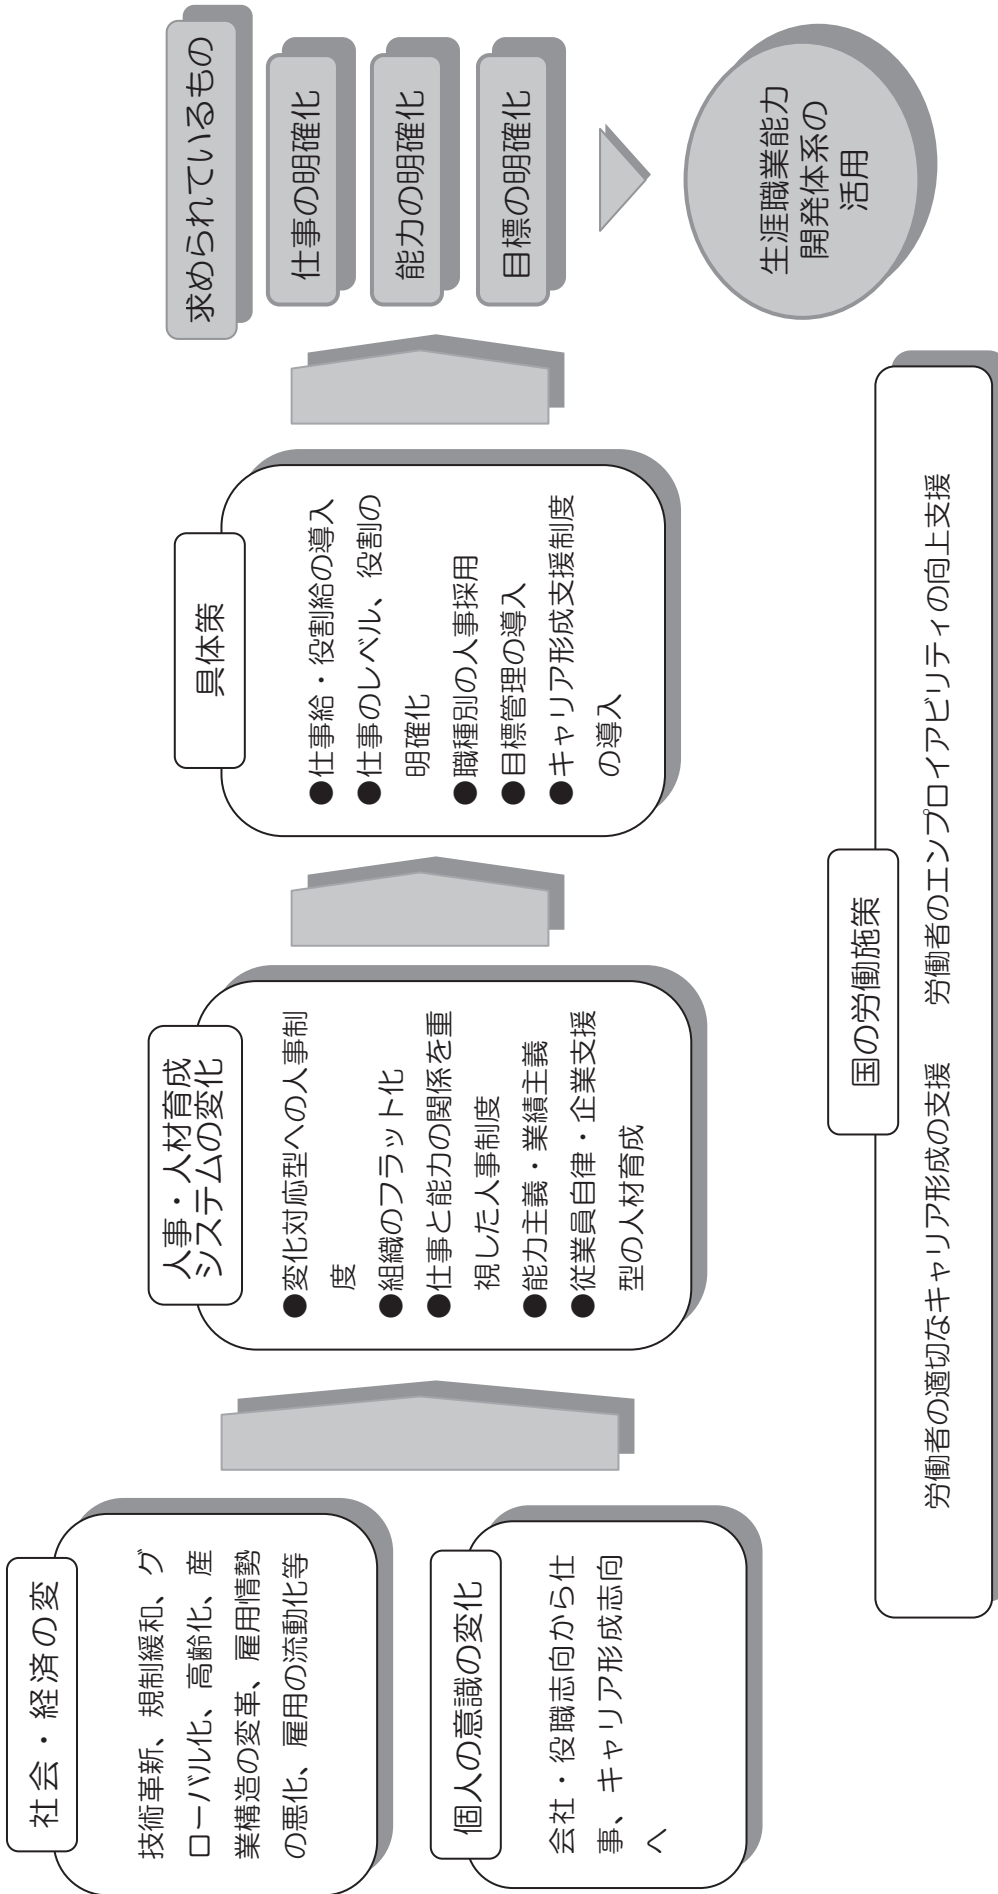 社会・経済の変
技術革新、規制緩和、グ
ローバル化、高齢化、産
業構造の変革、雇用情勢
の悪化、雇用の流動化等
個人の意識の変化
会社・役職志向から仕
事、キャリア形成志向
へ
人事・人材育成
システムの変化
●変化対応型への人事制
度
●組織のフラット化
●仕事と能力の関係を重
視した人事制度
●能力主義・業績主義
●従業員自律・企業支援
型の人材育成
具体策
●仕事給・役割給の導入
●仕事のレベル、役割の
明確化
●職種別の人事採用
●目標管理の導入
●キャリア形成支援制度
の導入
求められているもの
仕事の明確化
能力の明確化
目標の明確化
生涯職業能力
開発体系の
活用
国の労働施策
労働者の適切なキャリア形成の支援　労働者のエンプロイアビリティの向上支援